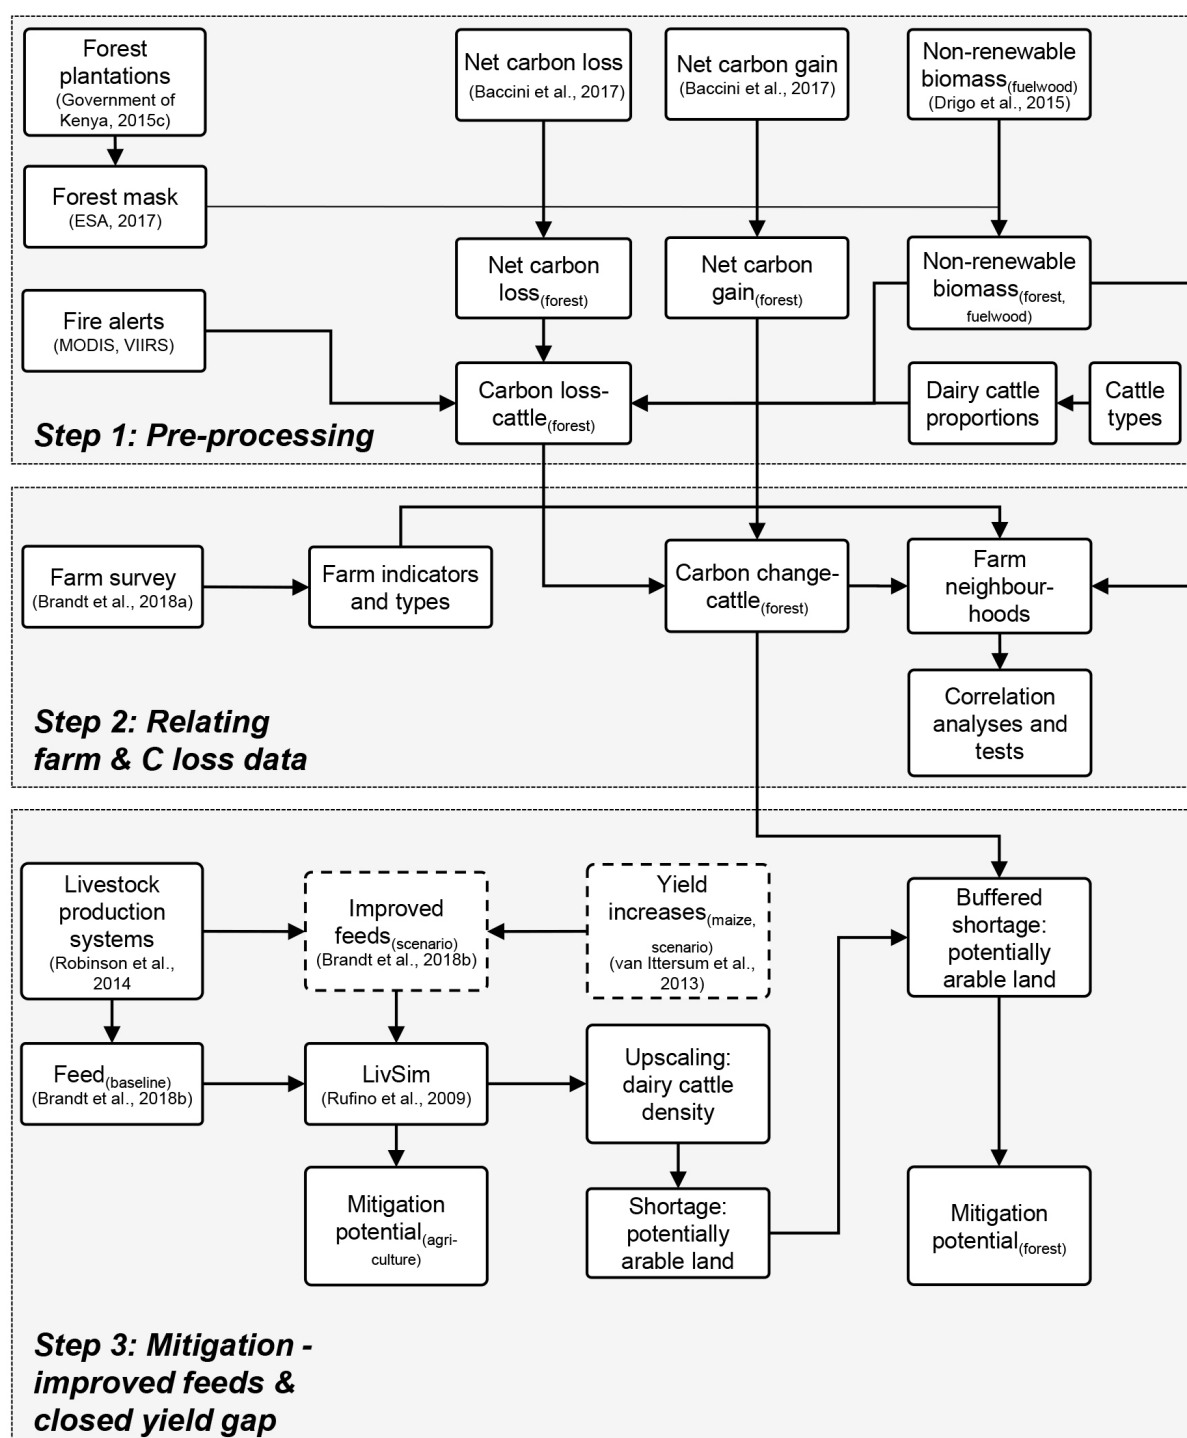 Forest
plantations
(Government of
Kenya, 2015c)
Net carbon loss
(Baccini et al., 2017)
Net carbon gain
(Baccini et al., 2017)
Non-renewable
biomass(fuelwood)
(Drigo et al., 2015)
Forest mask
(ESA, 2017)
Net carbon
loss(forest)
Net carbon
gain(forest)
Non-renewable
biomass(forest,
fuelwood)
Fire alerts
(MODIS, VIIRS)
Carbon loss-
cattle(forest)
Dairy cattle
proportions
Cattle
types
Step 1: Pre-processing
Farm survey
(Brandt et al., 2018a)
Farm indicators
and types
Carbon change-
cattle(forest)
Farm
neighbour-
hoods
Correlation
analyses and
tests
Step 2: Relating
farm & C loss data
Livestock
production
systems
(Robinson et al.,
2014
Improved
feeds(scenario)
(Brandt et al., 2018b)
Yield
increases(maize,
scenario)
(van Ittersum et al.,
2013)
Buffered
shortage:
potentially
arable land
Feed(baseline)
(Brandt et al., 2018b)
LivSim
(Rufino et al., 2009)
Upscaling:
dairy cattle
density
Mitigation
potential(agri-
culture)
Shortage:
potentially
arable land
Mitigation
potential(forest)
Step 3: Mitigation -
improved feeds &
closed yield gap